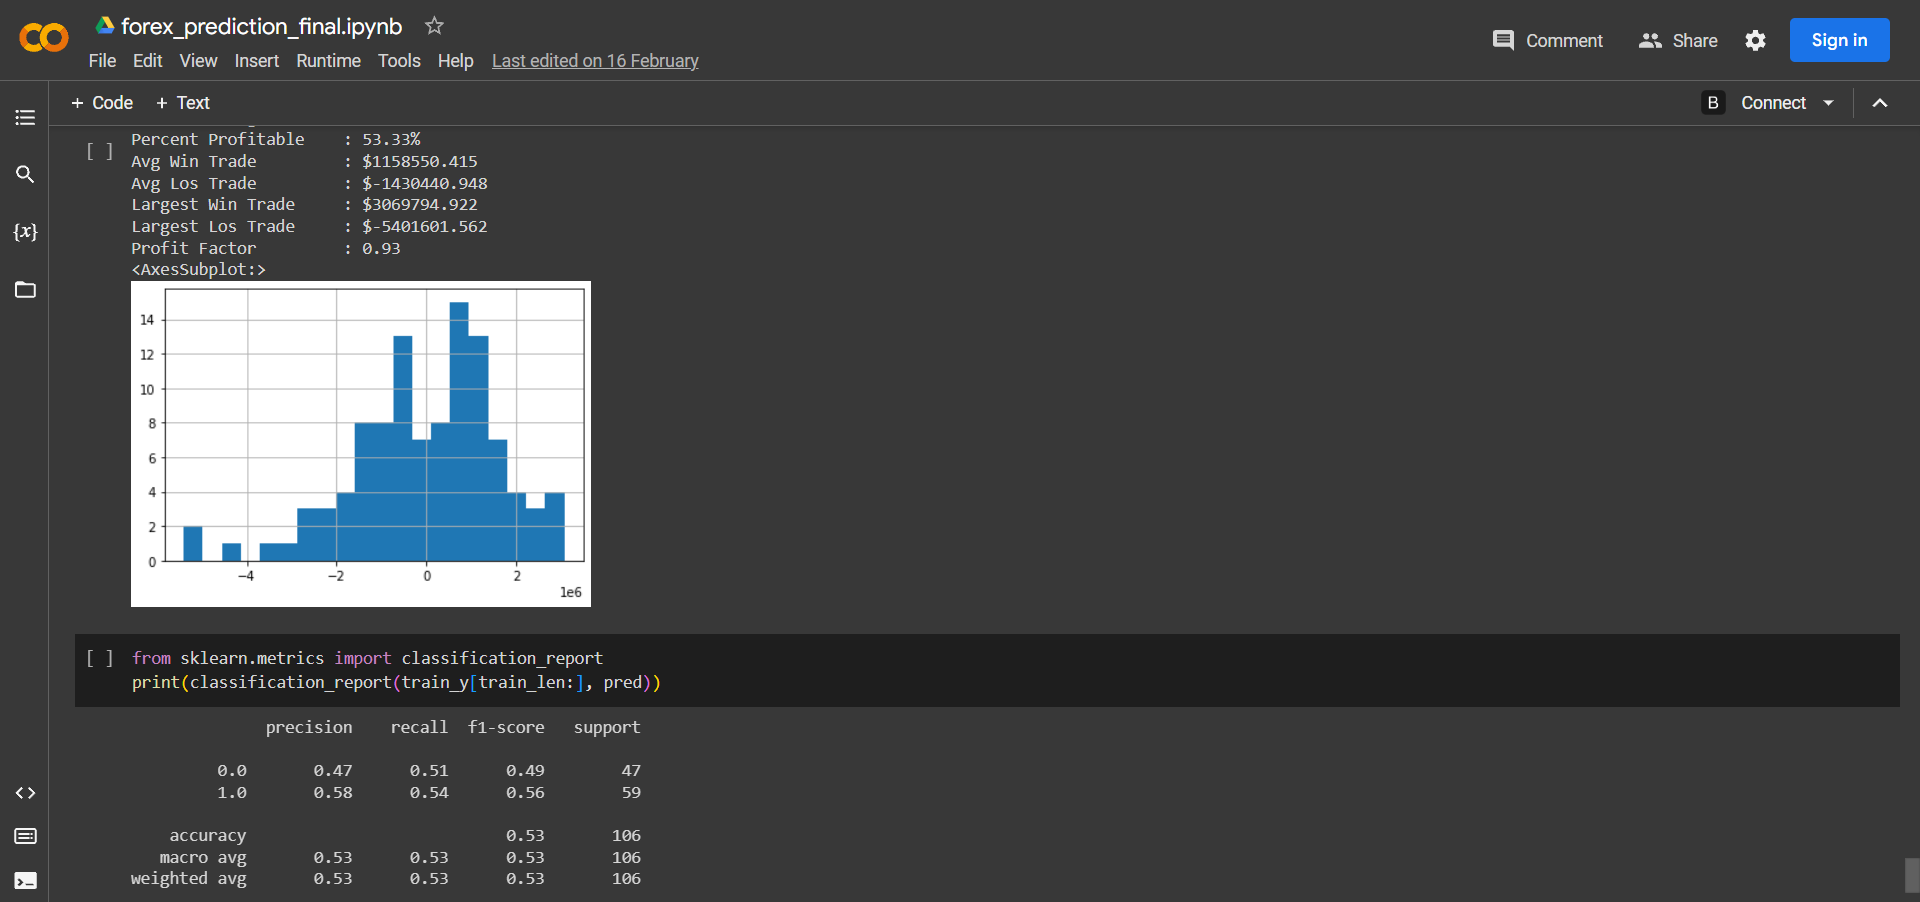 forex_prediction_final.ipynb
Comment
Share
Sign in
File Edit View Insert Runtime Tools Help Last edited on 16 February
+ Code + Text
B
Connect
{x}
[ ]
Percent Profitable : 53.33%
Avg Win Trade : $1158550.415
Avg Los Trade : $-1430440.948
Largest Win Trade : $3069794.922
Largest Los Trade : $-5401601.562
Profit Factor : 0.93
<AxesSubplot:>
14
12
10
8
6
4
2
0
−4 −2 0 2
1e6
[ ] from sklearn.metrics import classification_report
print(classification_report(train_y[train_len:], pred))
precision recall f1-score support
0.0 0.47 0.51 0.49 47
1.0 0.58 0.54 0.56 59
accuracy 0.53 106
macro avg 0.53 0.53 0.53 106
weighted avg 0.53 0.53 0.53 106